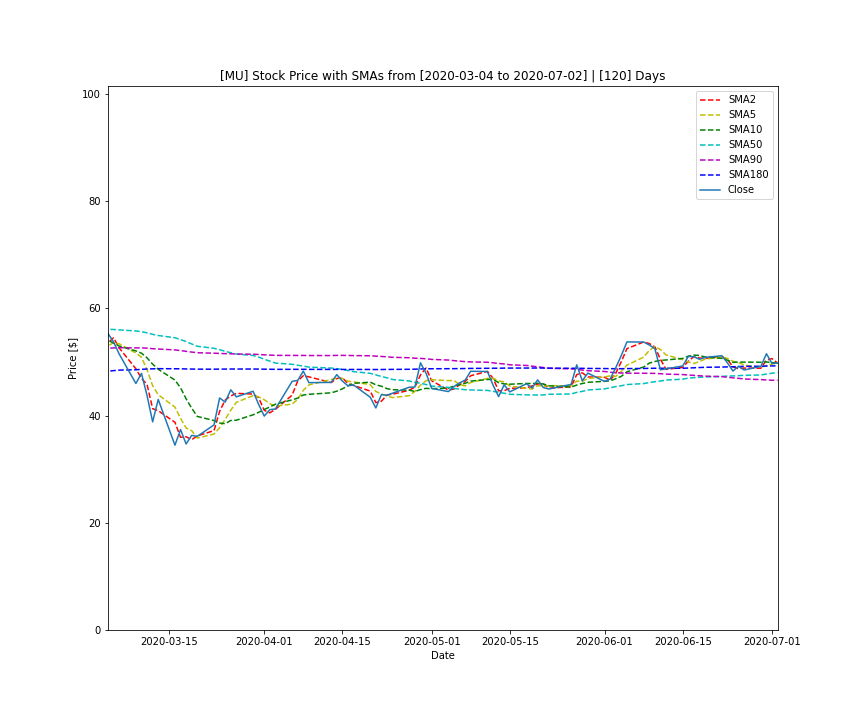 [MU] Stock Price with SMAs from [2020-03-04 to 2020-07-02] | [120] Days
SMA2
SMA5
SMA10
SMA50
SMA90
SMA180
Close
Price [$]
100
80
60
40
20
0
2020-03-15
2020-04-01
2020-04-15
2020-05-01
2020-05-15
2020-06-01
2020-06-15
2020-07-01
Date